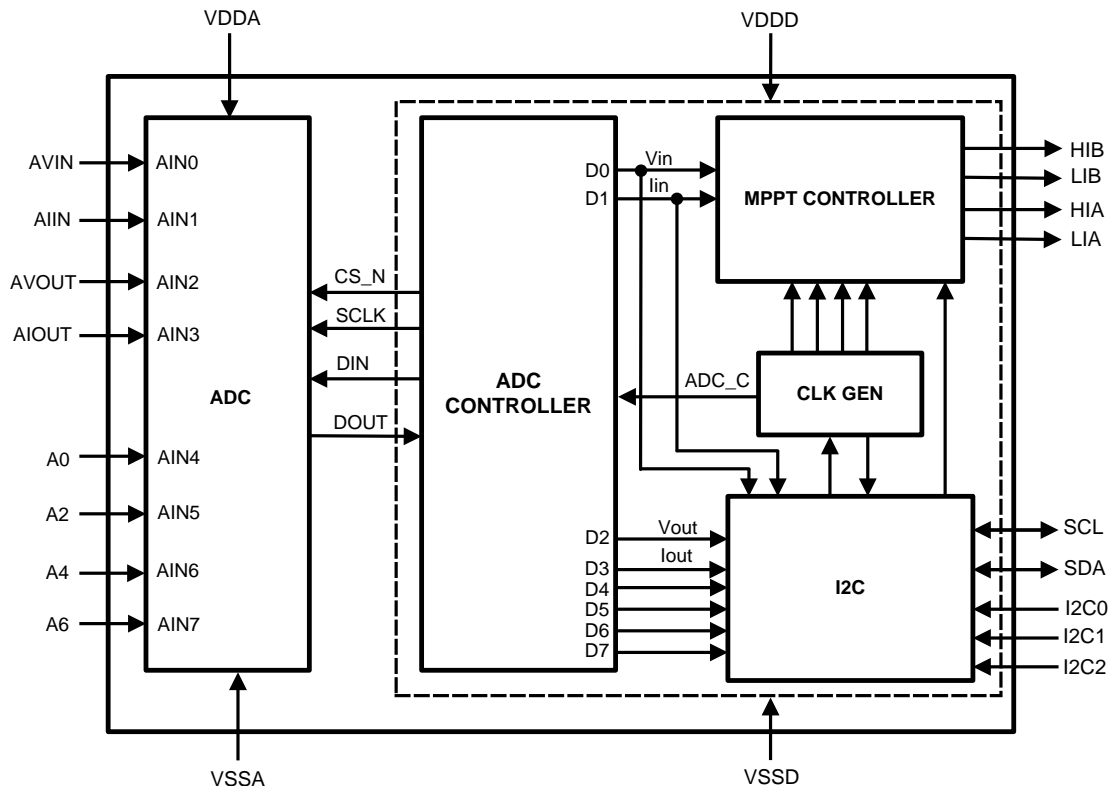 VDDA
VDDD
AVIN
AIN0
D0
Vin
HIB
AIIN
AIN1
D1
Iin
MPPT CONTROLLER
LIB
HIA
LIA
AVOUT
AIN2
CS_N
AIOUT
AIN3
SCLK
DIN
ADC
ADC
CONTROLLER
ADC_C
CLK GEN
DOUT
A0
AIN4
A2
AIN5
A4
AIN6
A6
AIN7
D2
Vout
D3
Iout
D4
D5
D6
D7
I2C
SCL
SDA
I2C0
I2C1
I2C2
VSSA
VSSD